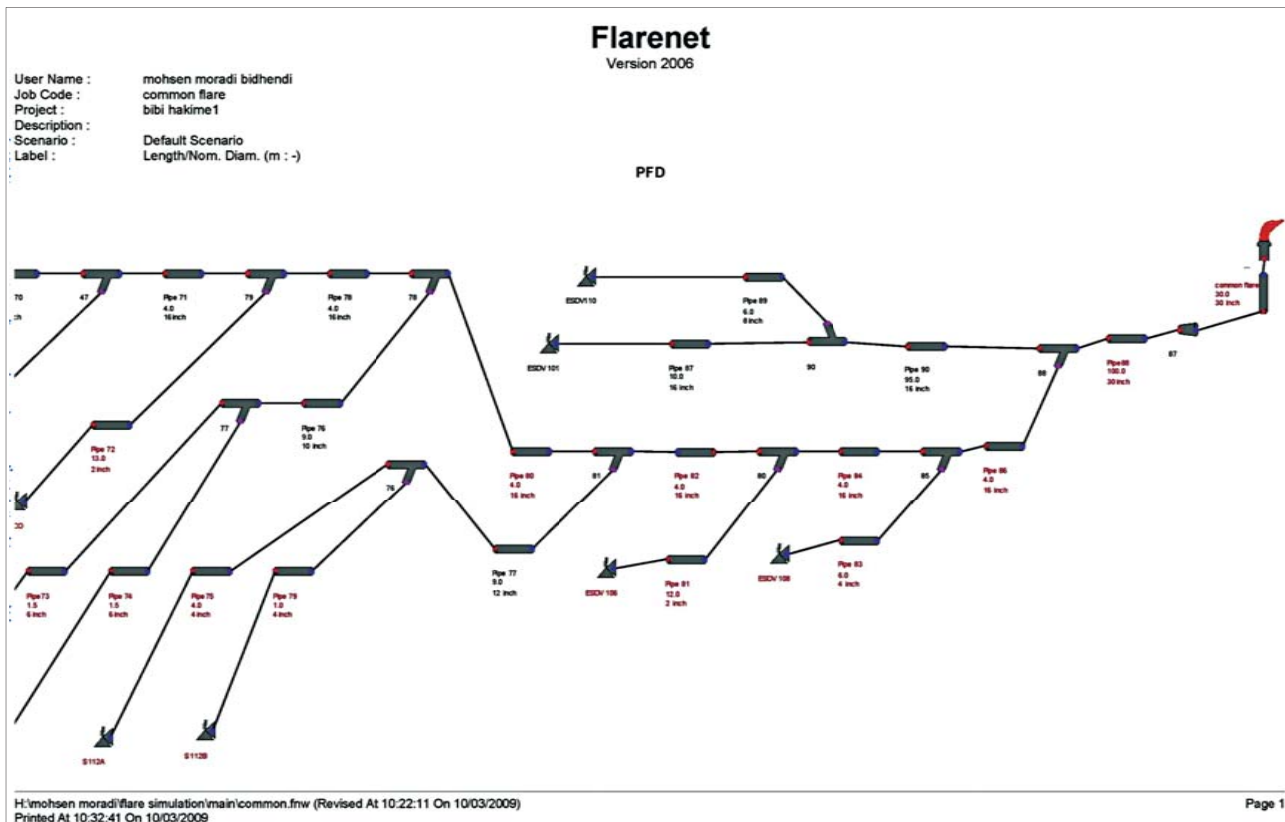 Flarenet
Version 2006
User Name : mohsen moradi bidhendi
Job Code : common flare
Project : bibi hakime1
Description :
Scenario : Default Scenario
Label : Length/Nom. Diam. (m : -)
PFD
70
47
Pipe 71
4.0
16 inch
79
Pipe 78
4.0
16 inch
78
ESDV110
Pipe 89
6.0
8 inch
common flare
30.0
30 inch
ESDV 101
Pipe 87
10.0
16 inch
90
Pipe 90
95.0
16 inch
88
Pipe 88
100.0
30 inch
87
Pipe 72
13.0
2 inch
77
Pipe 76
9.0
10 inch
76
Pipe 80
4.0
16 inch
81
Pipe 82
4.0
16 inch
80
Pipe 84
4.0
16 inch
85
Pipe 86
4.0
16 inch
Pipe 73
1.5
6 inch
Pipe 74
1.5
6 inch
Pipe 75
4.0
4 inch
Pipe 79
1.0
4 inch
Pipe 77
9.0
12 inch
ESDV 106
Pipe 81
12.0
2 inch
ESDV 108
Pipe 83
6.0
4 inch
S112A
S112B
H:\mohsen moradi\flare simulation\main\common.fnw (Revised At 10:22:11 On 10/03/2009)
Page 1
Printed At 10:32:41 On 10/03/2009